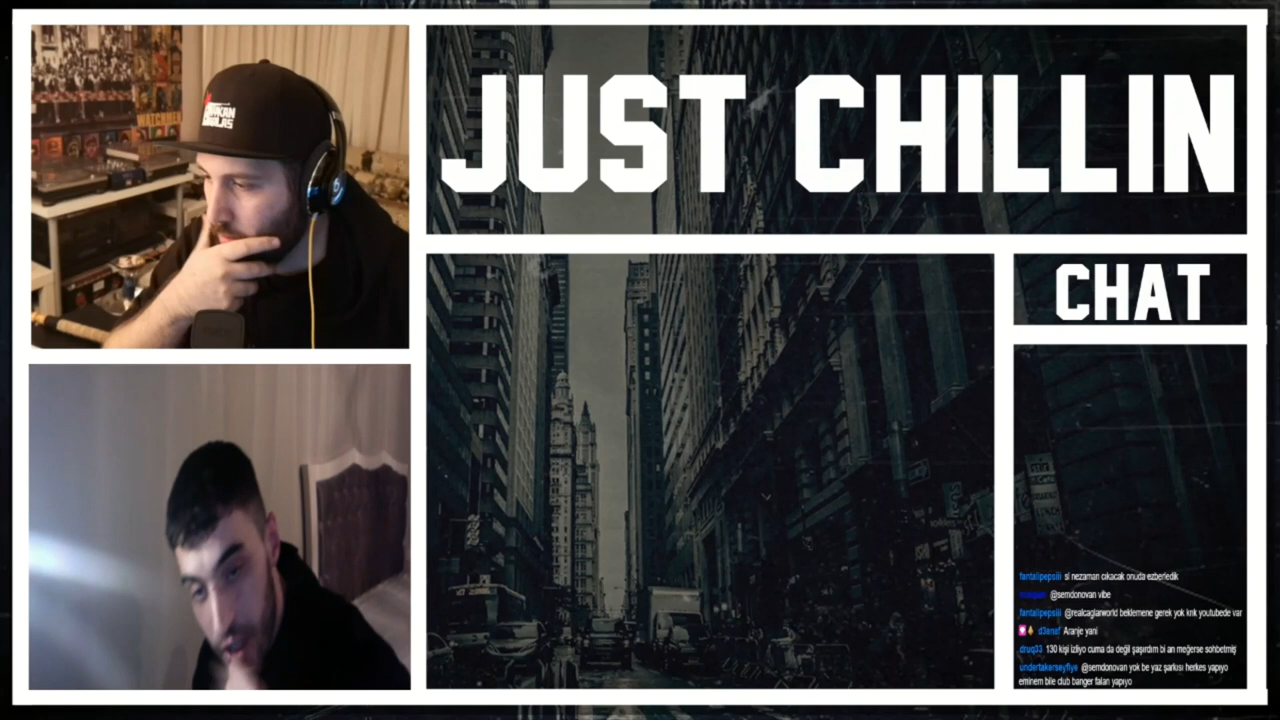 WATCHMEN
JUST CHILLIN
CHAT
fantalipepsiii sl nezaman cıkacak onuda ezberledik
@semdonovan vibe
fantalipepsiii @realcaglarworld beklemene gerek yok knk youtubede var
d3anaf Aranje yani
druq33 130 kişi izliyo cuma da değil şaşırdım bi an meğerse sohbetmiş
undertakerseyfiye @semdonovan yok be yaz şarkısı herkes yapıyo
eminem bile club banger falan yapıyo